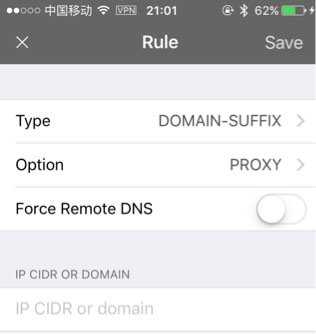 中国移动 VPN 21:01 62%
Rule Save
Type DOMAIN-SUFFIX
Option PROXY
Force Remote DNS
IP CIDR OR DOMAIN
IP CIDR or domain